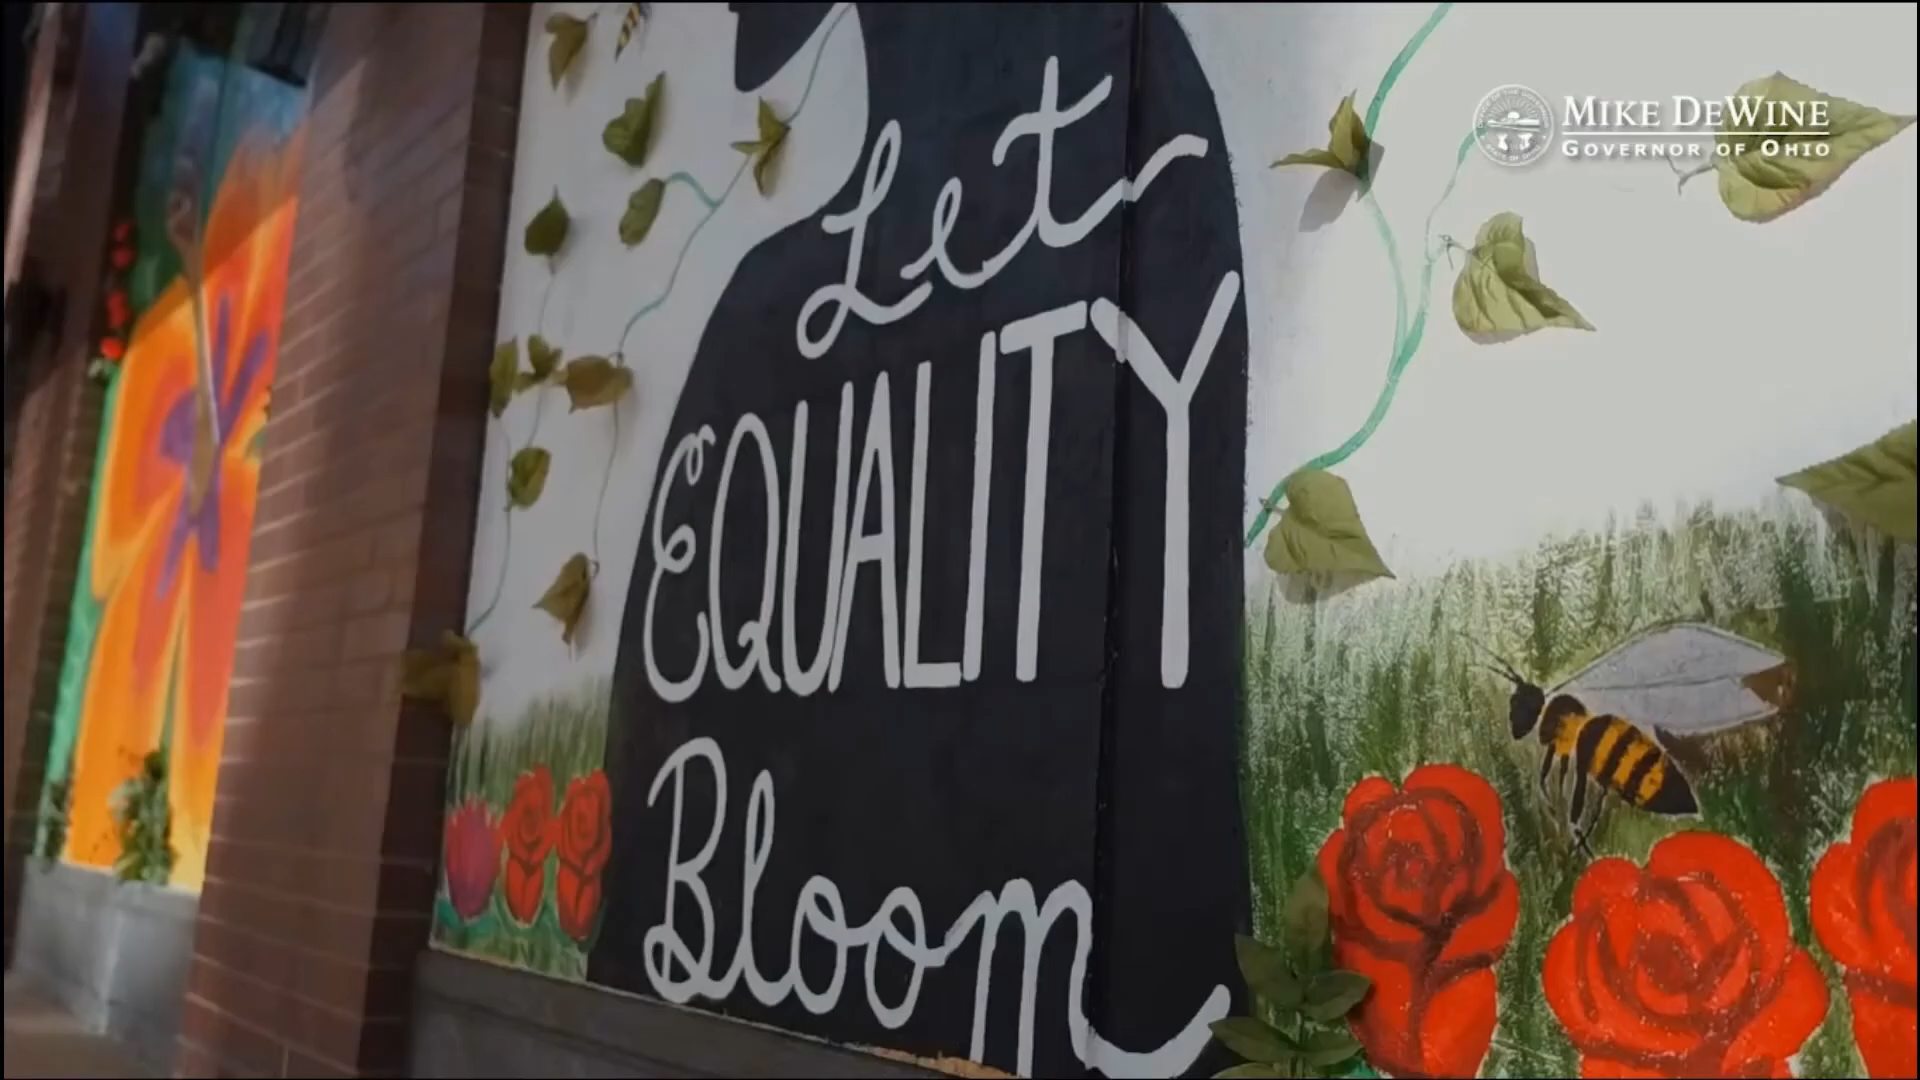 Let
EQUALITY
Bloom
MIKE DEWINE
GOVERNOR OF OHIO